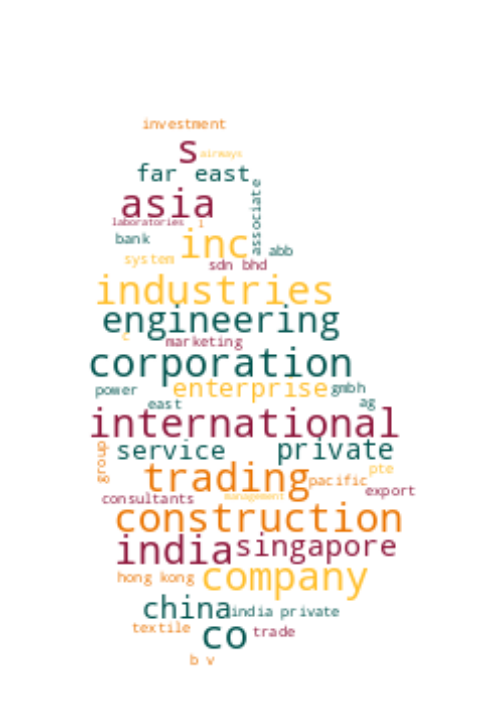 investment
s airways
far east
asia
associate
laboratories i
bank inc abb
system
sdn bhd
industries
engineering
c
marketing
corporation
power enterprise gmbh
east ag
international
service private
group
trading pte
pacific
consultants management export
construction
india singapore
hong kong company
china india private
textile co trade
b v